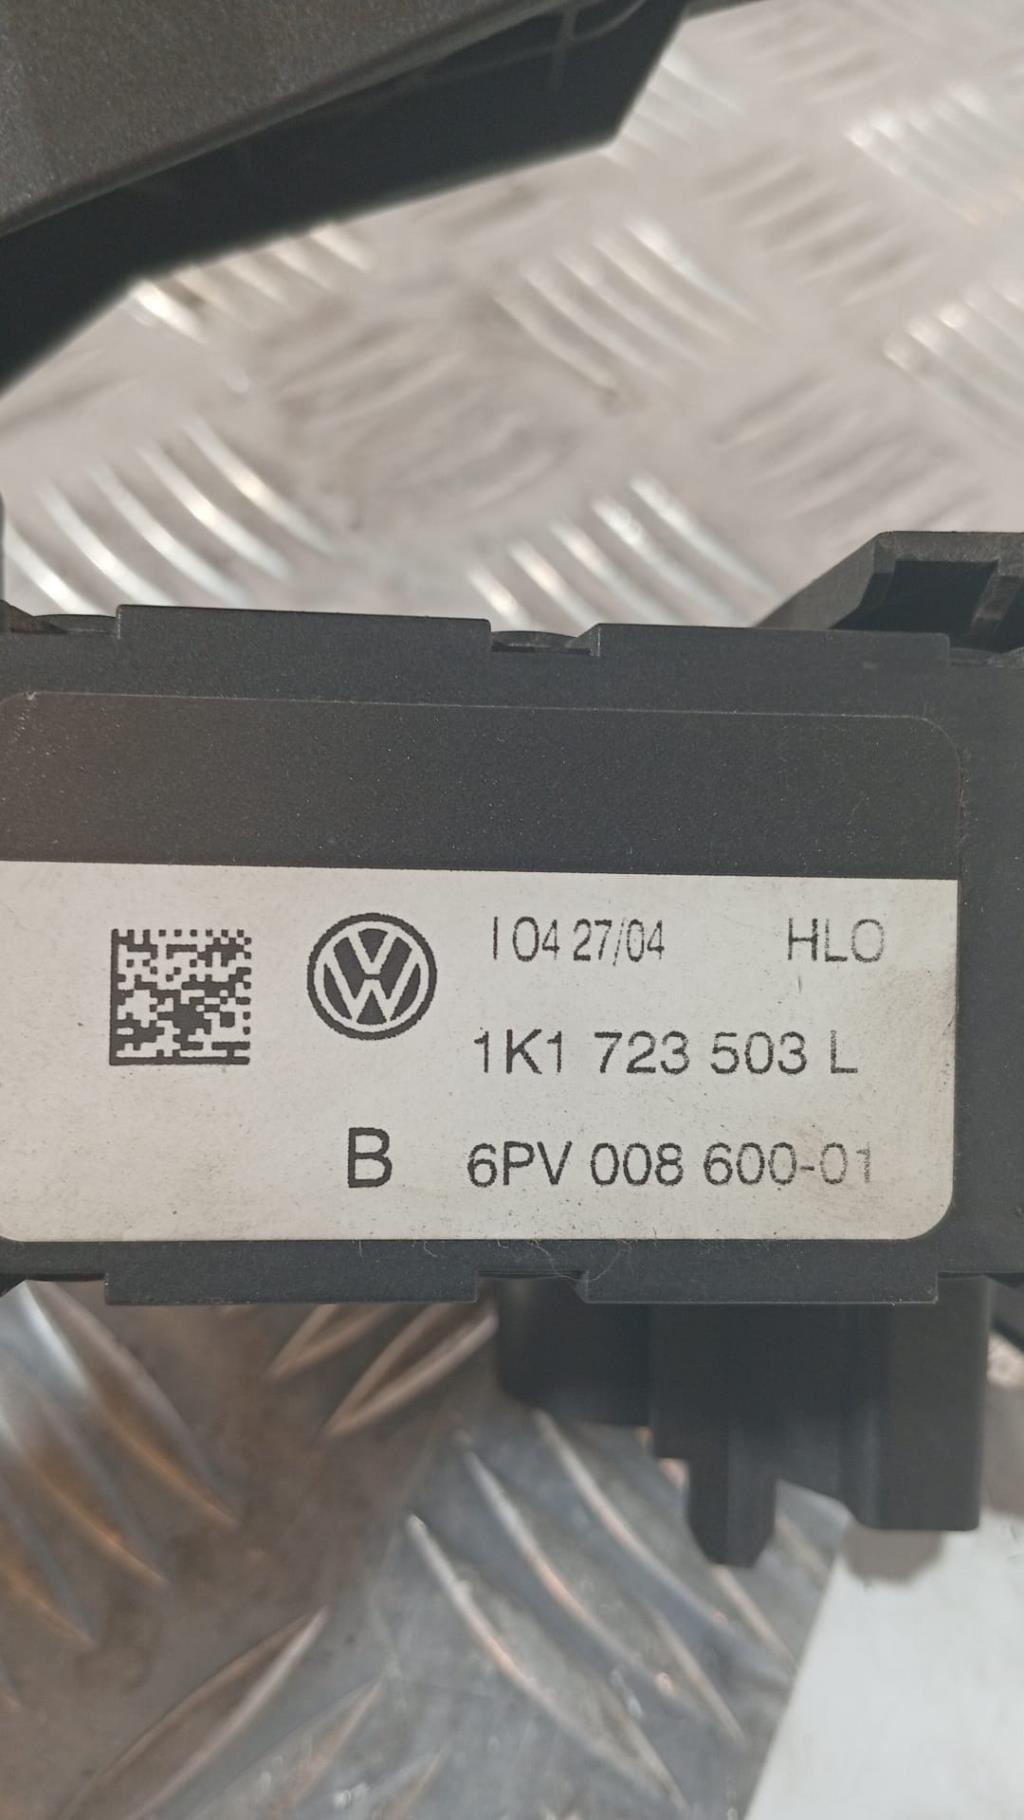 I 04 27/04 HLO
1K1 723 503 L
B 6PV 008 600-01